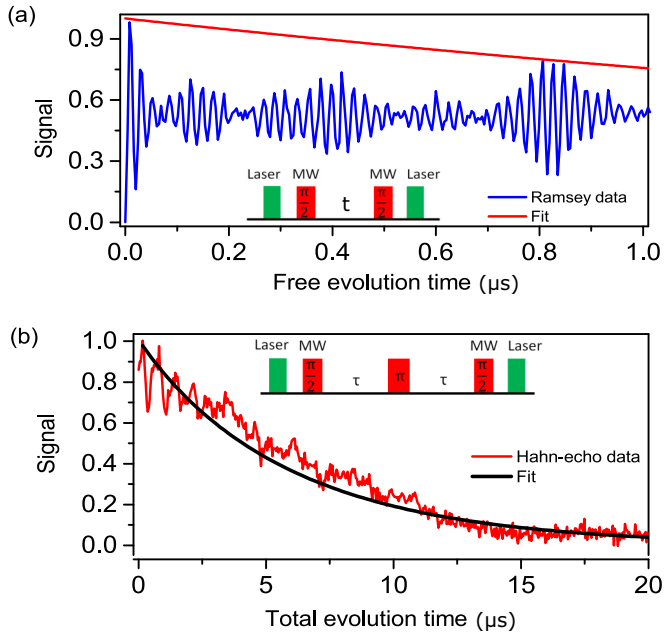 (a)
0.9
0.6
0.3
0.0
Signal
Laser MW MW Laser
π/2 t π/2
Ramsey data
Fit
0.0 0.2 0.4 0.6 0.8 1.0
Free evolution time (μs)
(b)
1.0
0.8
0.6
0.4
0.2
0.0
Signal
Laser MW MW Laser
π/2 τ π τ π/2
Hahn-echo data
Fit
0 5 10 15 20
Total evolution time (μs)